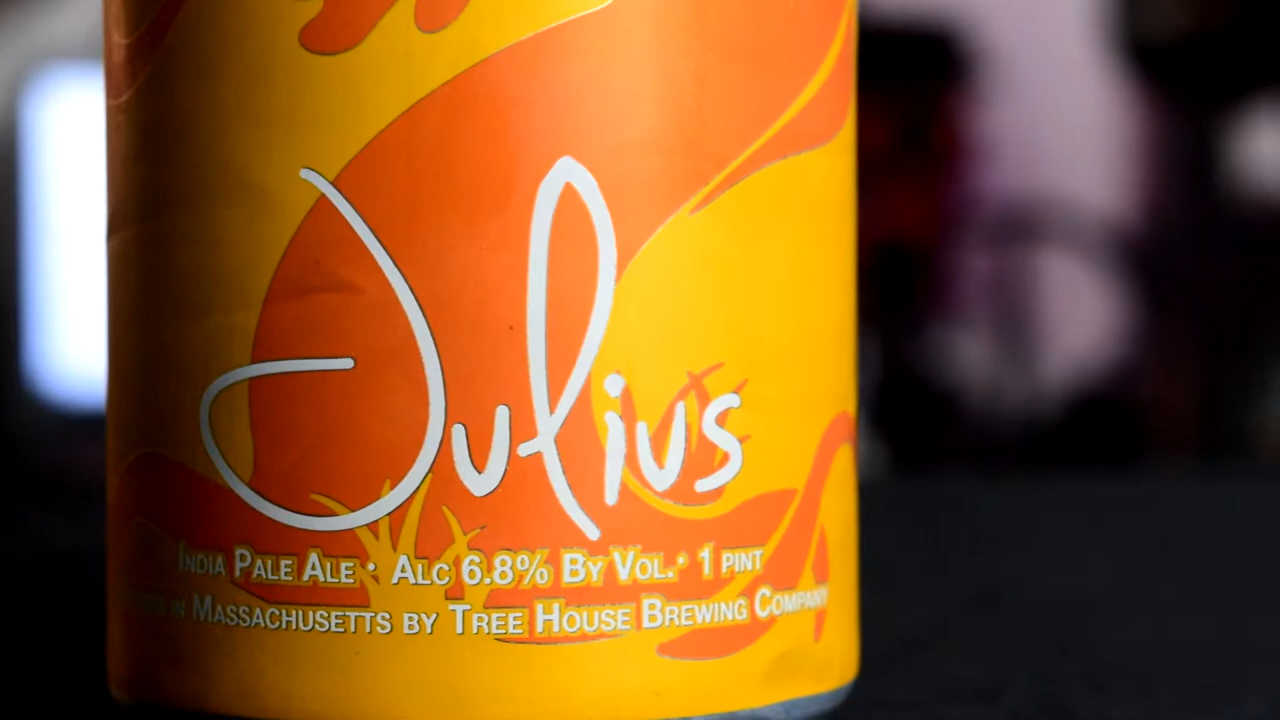 Julius
India Pale Ale • Alc 6.8% By Vol. • 1 pint
in Massachusetts by Tree House Brewing Company